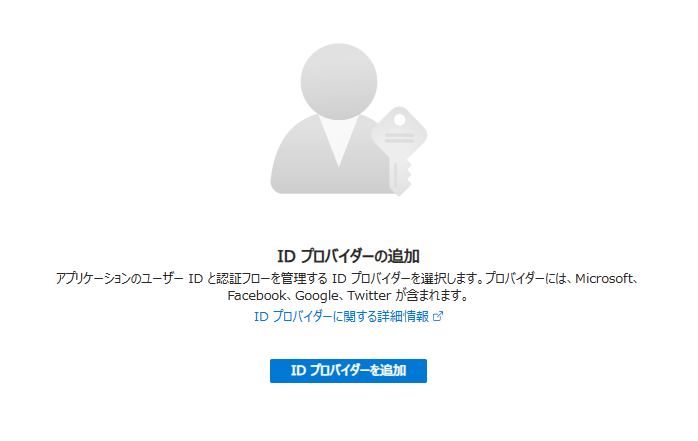 ID プロバイダーの追加
アプリケーションのユーザー ID と認証フローを管理する ID プロバイダーを選択します。プロバイダーには、Microsoft、
Facebook、Google、Twitter が含まれます。
ID プロバイダーに関する詳細情報
ID プロバイダーを追加